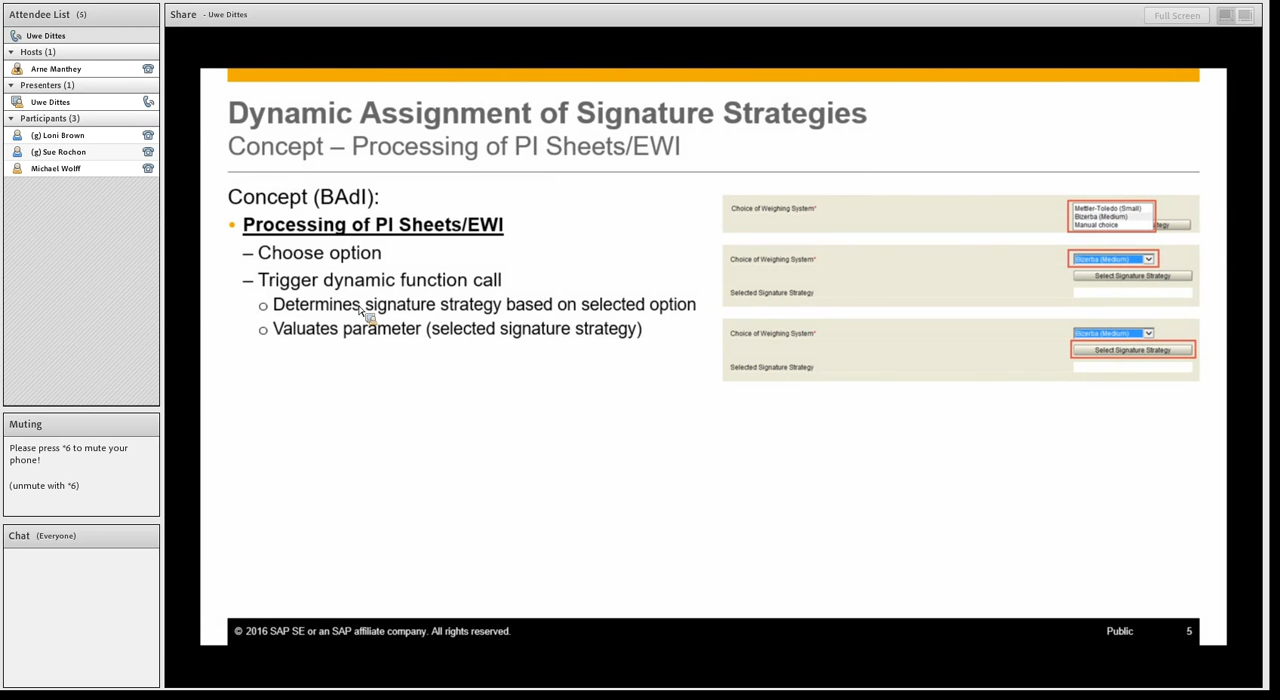 Attendee List (5)
Uwe Dittes
Hosts (1)
Arne Manthey
Presenters (1)
Uwe Dittes
Participants (3)
(g) Loni Brown
(g) Sue Rochon
Michael Wolff
Muting
Please press *6 to mute your
phone!
(unmute with *6)
Chat (Everyone)
Share - Uwe Dittes
Full Screen
Dynamic Assignment of Signature Strategies
Concept – Processing of PI Sheets/EWI
Concept (BAdI):
• Processing of PI Sheets/EWI
– Choose option
– Trigger dynamic function call
o Determines signature strategy based on selected option
o Valuates parameter (selected signature strategy)
Choice of Weighing System*
Mettler-Toledo (Small)
Bizerba (Medium)
Manual choice
Choice of Weighing System*
Bizerba (Medium)
Select Signature Strategy
Selected Signature Strategy
Choice of Weighing System*
Bizerba (Medium)
Select Signature Strategy
Selected Signature Strategy
© 2016 SAP SE or an SAP affiliate company. All rights reserved.
Public
5